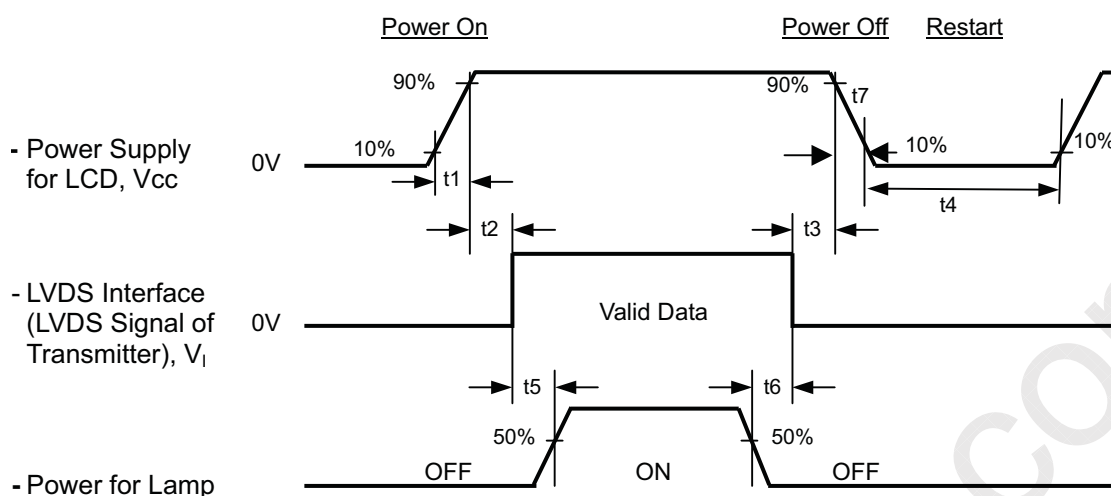 Power On Power Off Restart
90% 90% t7
- Power Supply
for LCD, Vcc
0V 10% 10% 10%
t1 t4
t2 t3
- LVDS Interface
(LVDS Signal of
Transmitter), VI
0V Valid Data
t5 t6
50% 50%
- Power for Lamp
OFF ON OFF
com